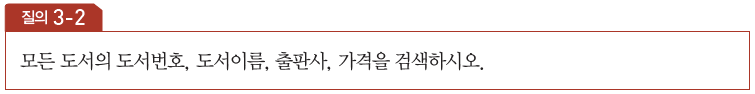 질의 3-2
모든 도서의 도서번호, 도서이름, 출판사, 가격을 검색하시오.